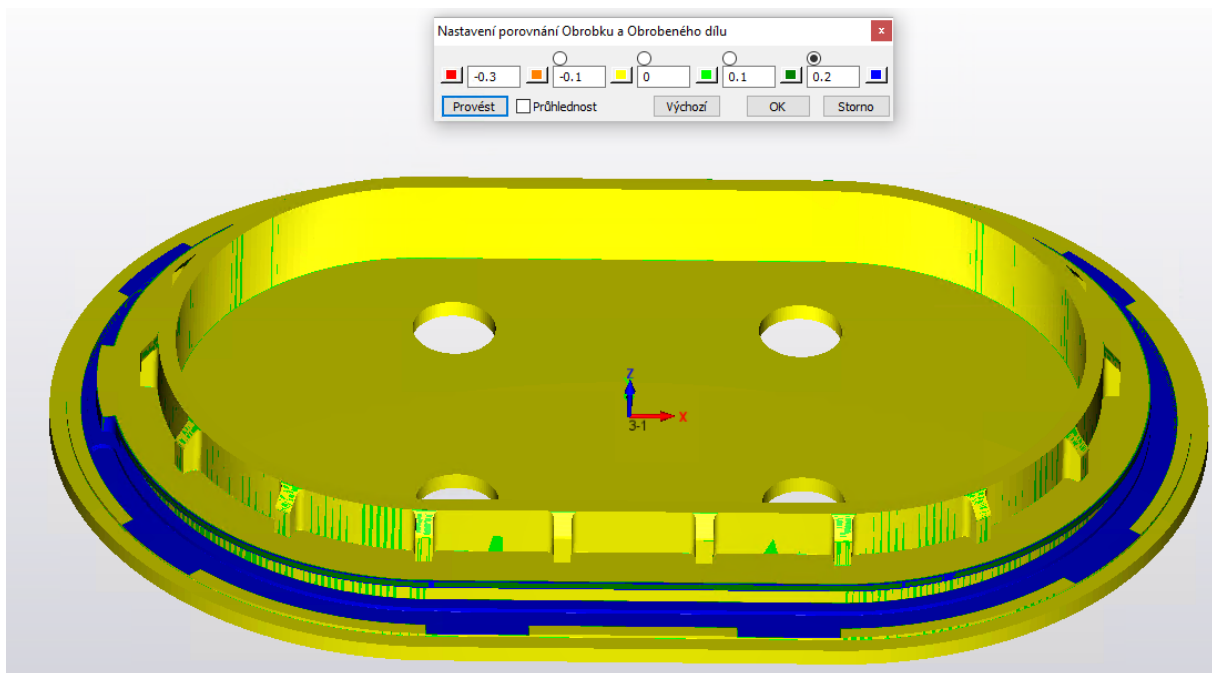 Nastavení porovnání Obrobku a Obrobeného dílu x
-0.3 -0.1 0 0.1 0.2
Provést Průhlednost Výchozí OK Storno
Z
X
3-1